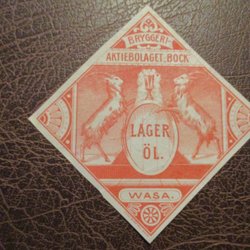 BRYGGERI
AKTIEBOLAGET BOCK
LAGER
ÖL.
WASA.